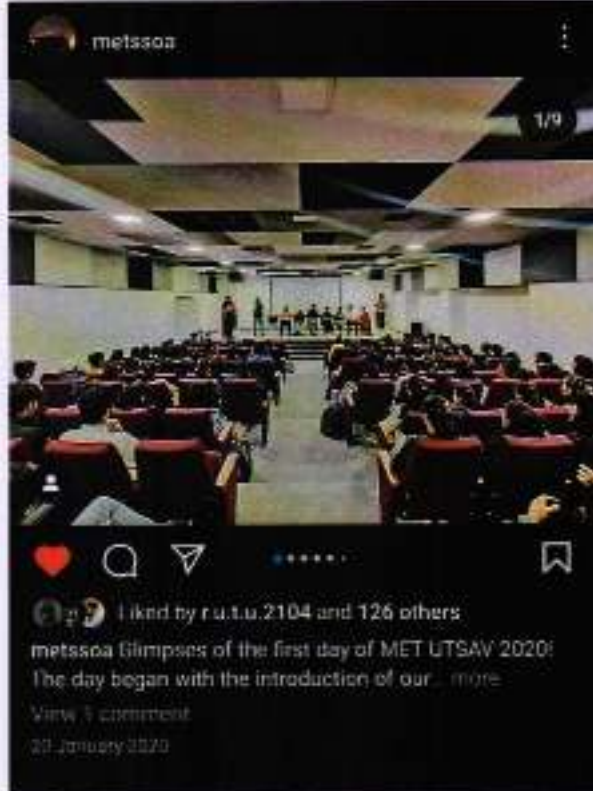 metssoa
1/9
Liked by r.u.t.u.2104 and 126 others
metssoa Glimpses of the first day of MET UTSAV 2020!
The day began with the introduction of our... more
View 1 comment
20 January 2020